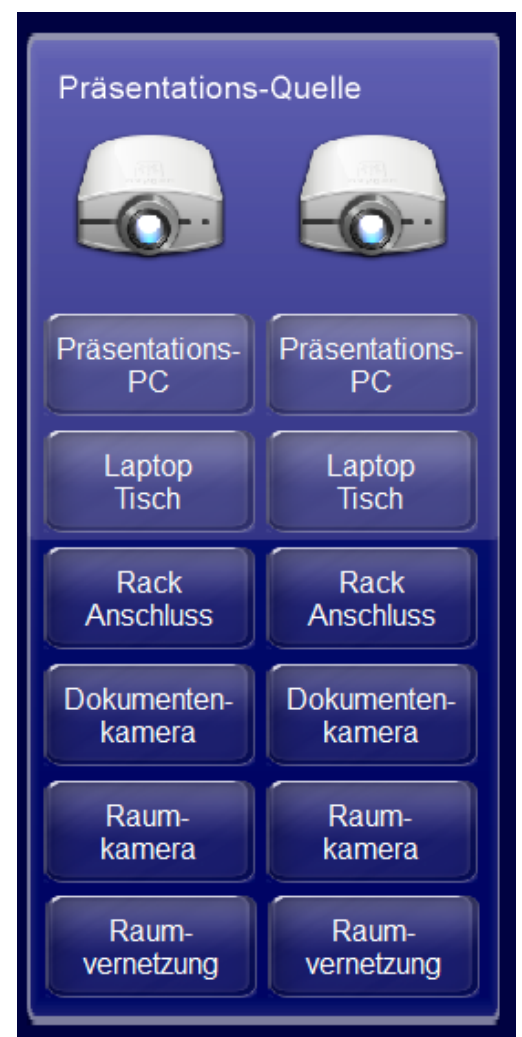 Präsentations-Quelle
Präsentations- Präsentations-
PC PC
Laptop Laptop
Tisch Tisch
Rack Rack
Anschluss Anschluss
Dokumenten- Dokumenten-
kamera kamera
Raum- Raum-
kamera kamera
Raum- Raum-
vernetzung vernetzung